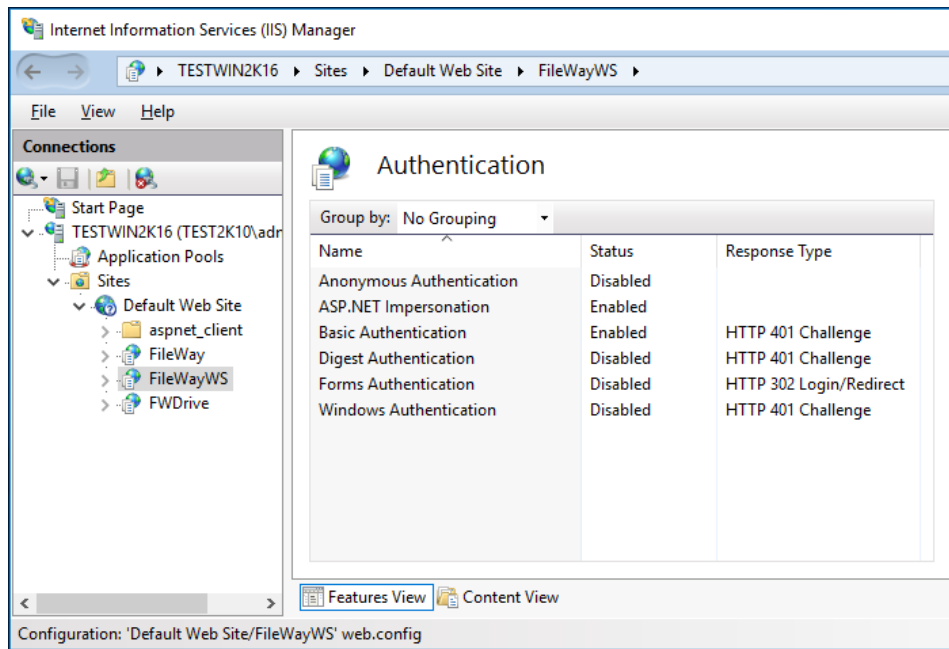 Internet Information Services (IIS) Manager
TESTWIN2K16 Sites Default Web Site FileWayWS
File View Help
Connections
Start Page
TESTWIN2K16 (TEST2K10\adr
Application Pools
Sites
Default Web Site
aspnet_client
FileWay
FileWayWS
FWDrive
Authentication
Group by: No Grouping
Name Status Response Type
Anonymous Authentication Disabled
ASP.NET Impersonation Enabled
Basic Authentication Enabled HTTP 401 Challenge
Digest Authentication Disabled HTTP 401 Challenge
Forms Authentication Disabled HTTP 302 Login/Redirect
Windows Authentication Disabled HTTP 401 Challenge
Features View Content View
Configuration: 'Default Web Site/FileWayWS' web.config